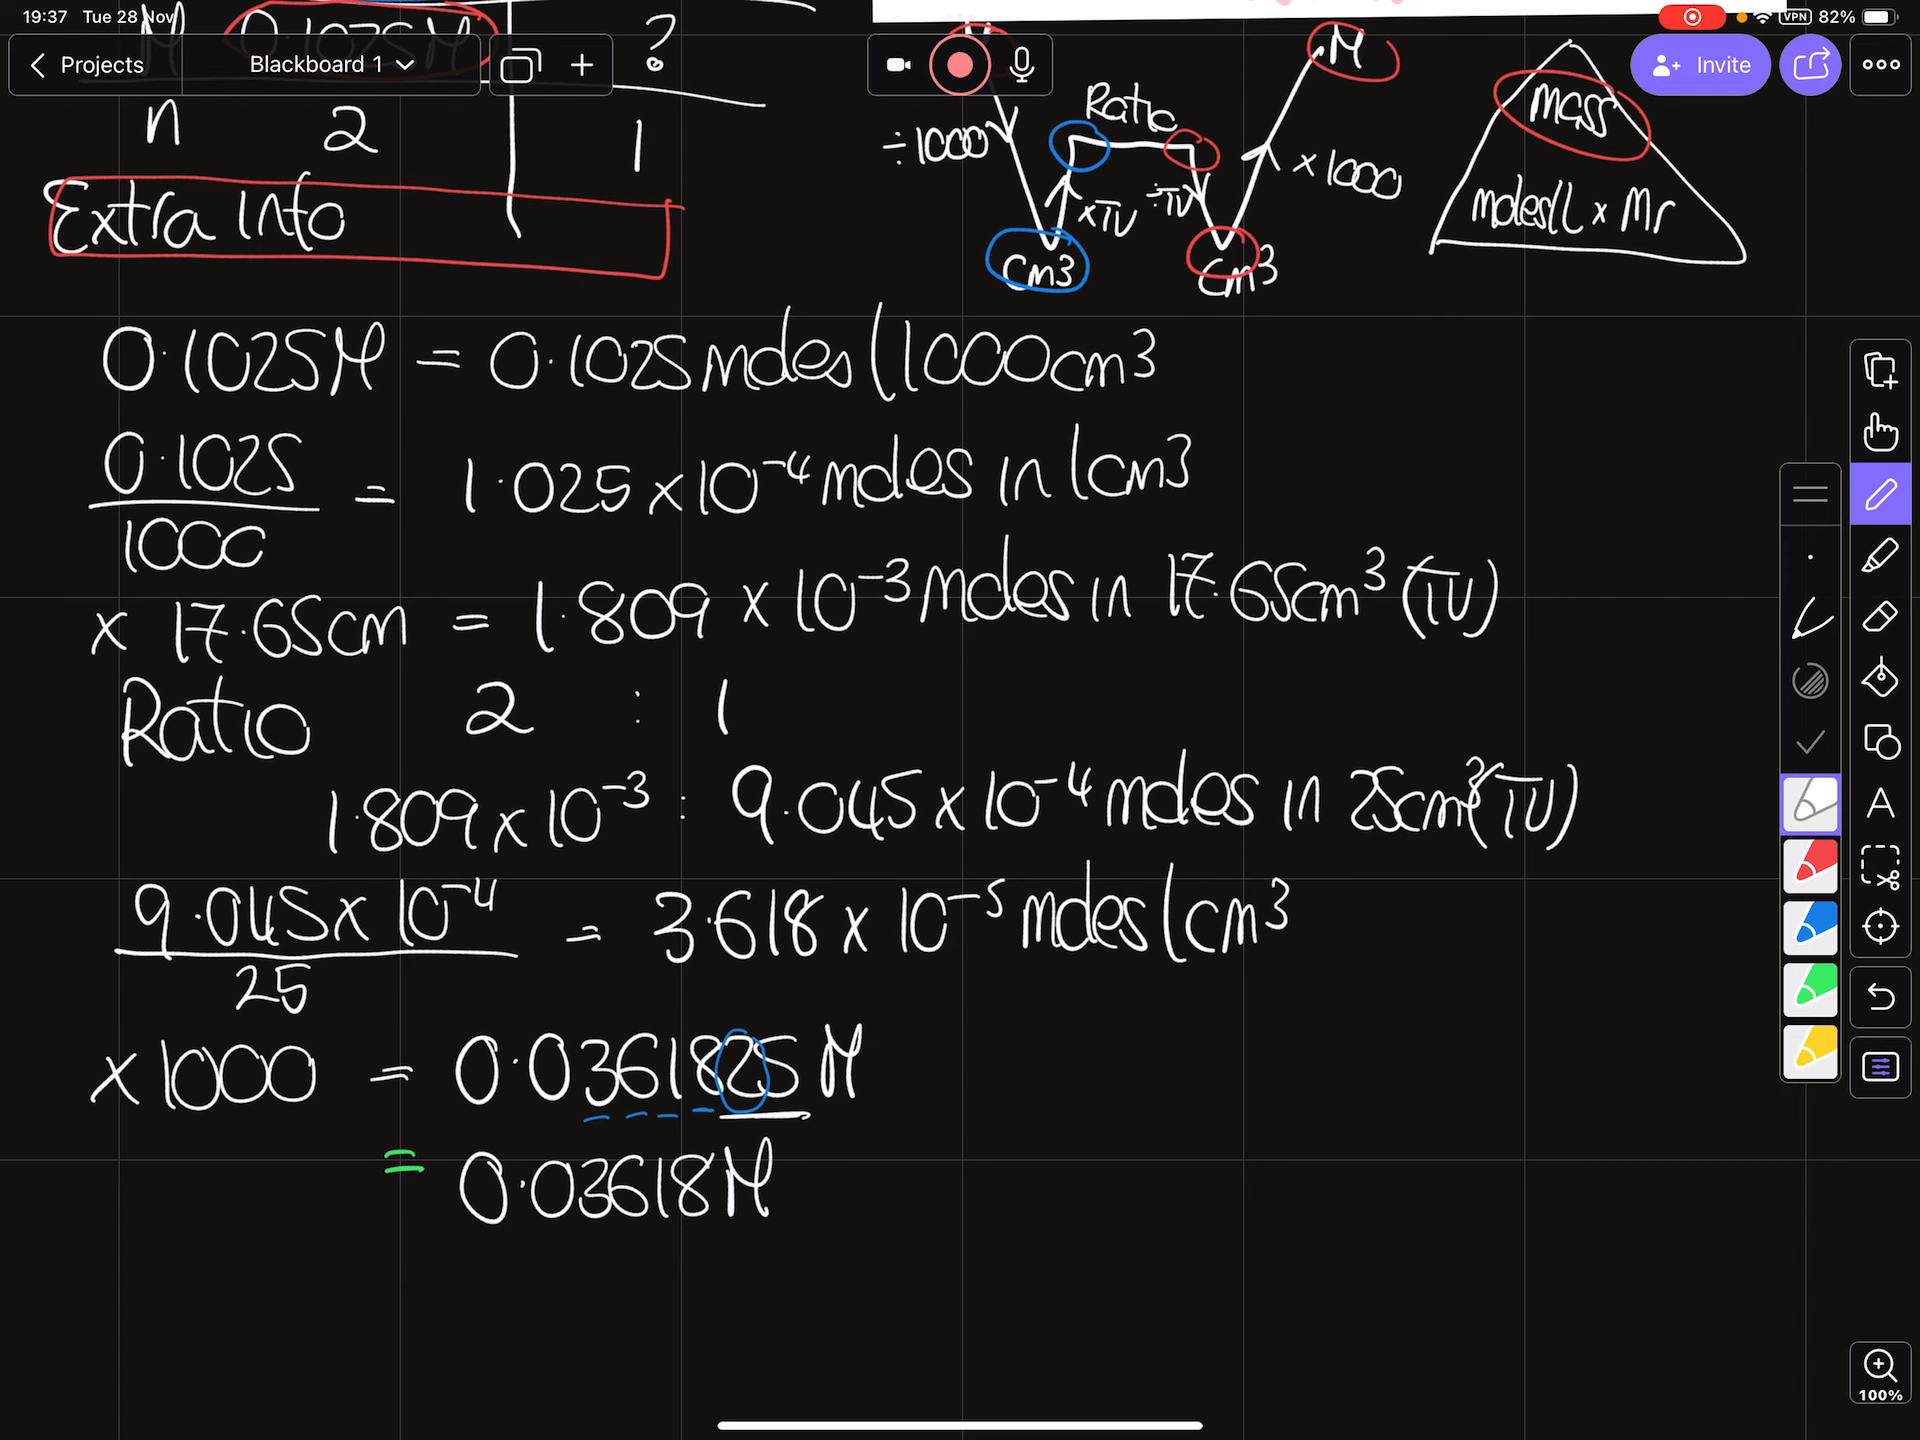 19:37 Tue 28 Nov
VPN 82%
Projects
Blackboard 1
Invite
M 0.1025M ?
n 2 1
Extra Info
÷1000
Ratio
×TV
÷TV
Cm3
Cm3
M
×1000
mass
moles/L × Mr
0.1025M = 0.1025 moles/1000cm3
0.1025
1000
= 1.025 × 10-4 moles in 1cm3
× 17.65cm = 1.809 × 10-3 moles in 17.65cm3 (TV)
Ratio 2 : 1
1.809 × 10-3 : 9.045 × 10-4 moles in 25cm3 (TV)
9.045 × 10-4
25
= 3.618 × 10-5 moles/cm3
×1000 = 0.0361825 M
= 0.03618M
A
100%